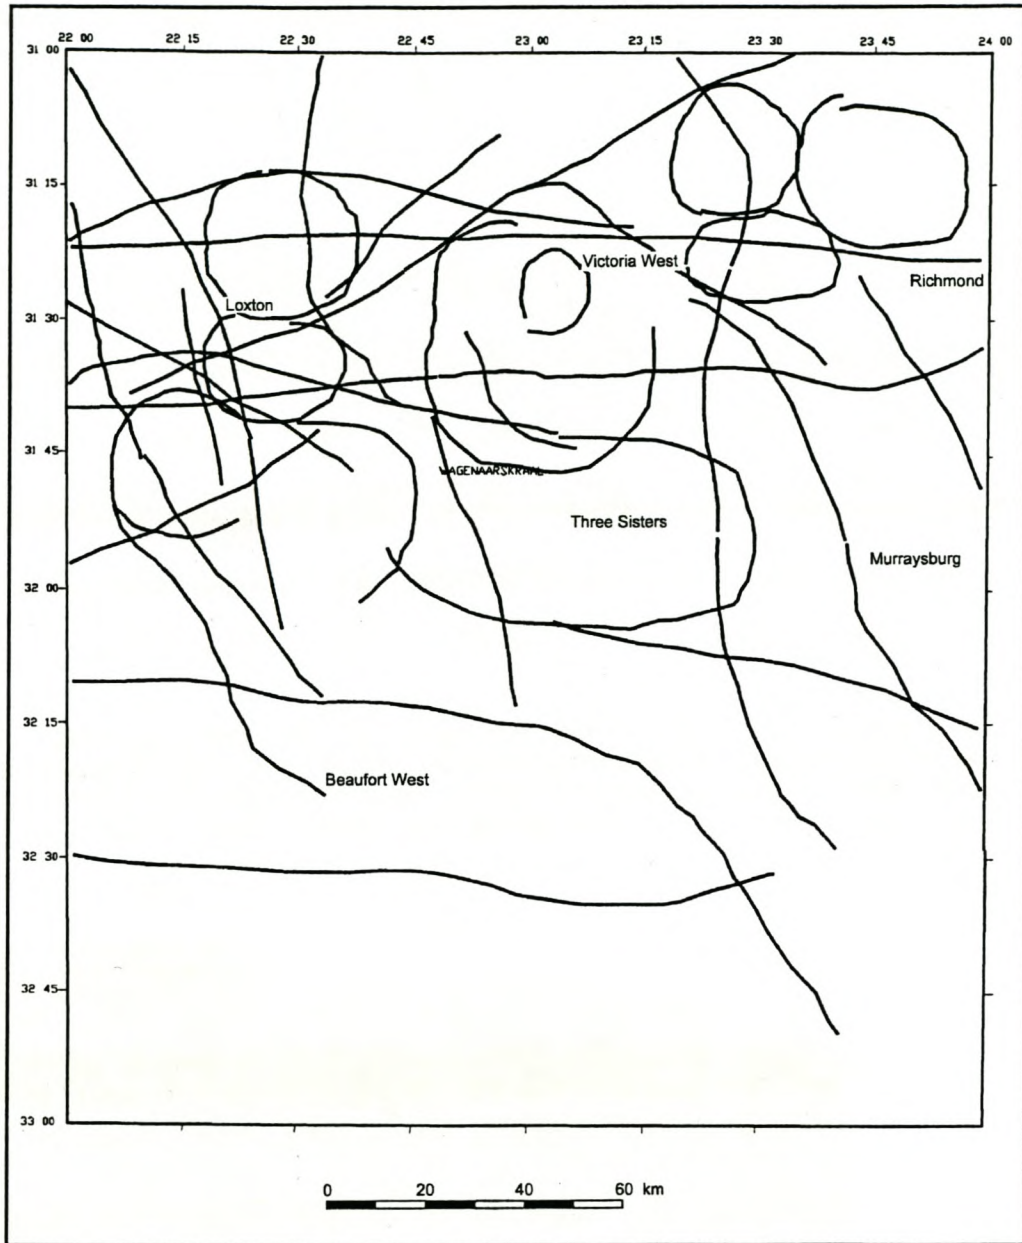 22 00 22 15 22 30 22 45 23 00 23 15 23 30 23 45 24 00
31 00
31 15
Victoria West
Richmond
Loxton
31 30
31 45
WAGENAARSKRAAL
Three Sisters
Murraysburg
32 00
32 15
Beaufort West
32 30
32 45
33 00
0 20 40 60 km